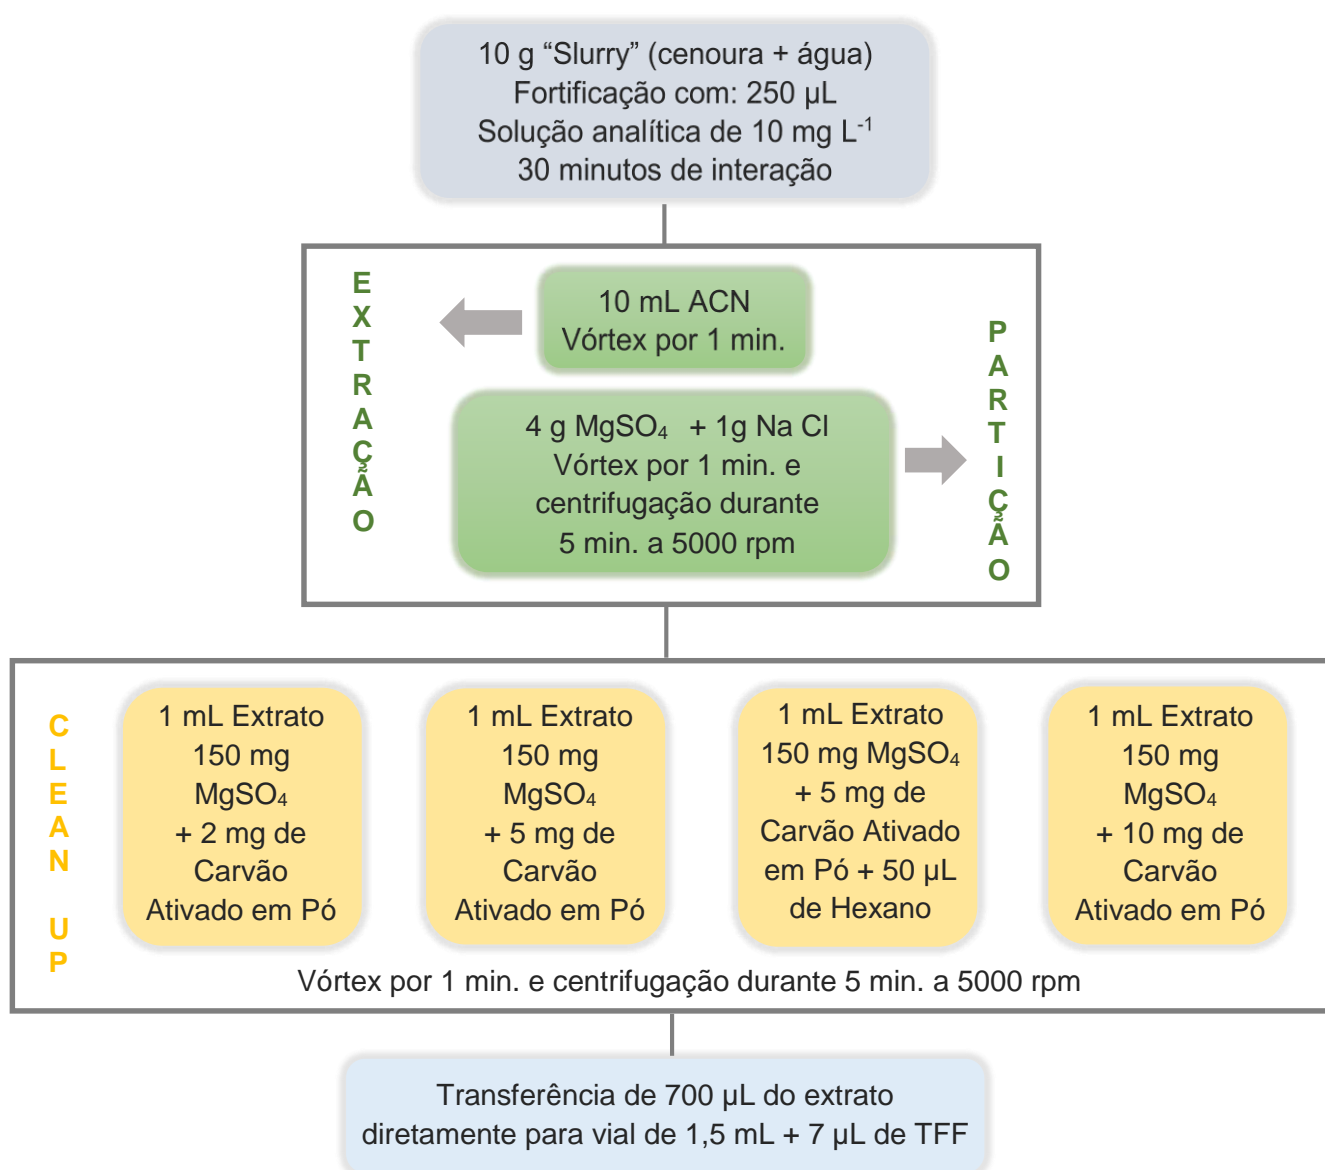 10 g “Slurry” (cenoura + água)
Fortificação com: 250 µL
Solução analítica de 10 mg L⁻¹
30 minutos de interação
EXTRAÇÃO
10 mL ACN
Vórtex por 1 min.
4 g MgSO₄ + 1g Na Cl
Vórtex por 1 min. e
centrifugação durante
5 min. a 5000 rpm
PARTIÇÃO
CLEAN UP
1 mL Extrato
150 mg
MgSO₄
+ 2 mg de
Carvão
Ativado em Pó
1 mL Extrato
150 mg
MgSO₄
+ 5 mg de
Carvão
Ativado em Pó
1 mL Extrato
150 mg MgSO₄
+ 5 mg de
Carvão Ativado
em Pó + 50 µL
de Hexano
1 mL Extrato
150 mg
MgSO₄
+ 10 mg de
Carvão
Ativado em Pó
Vórtex por 1 min. e centrifugação durante 5 min. a 5000 rpm
Transferência de 700 µL do extrato
diretamente para vial de 1,5 mL + 7 µL de TFF